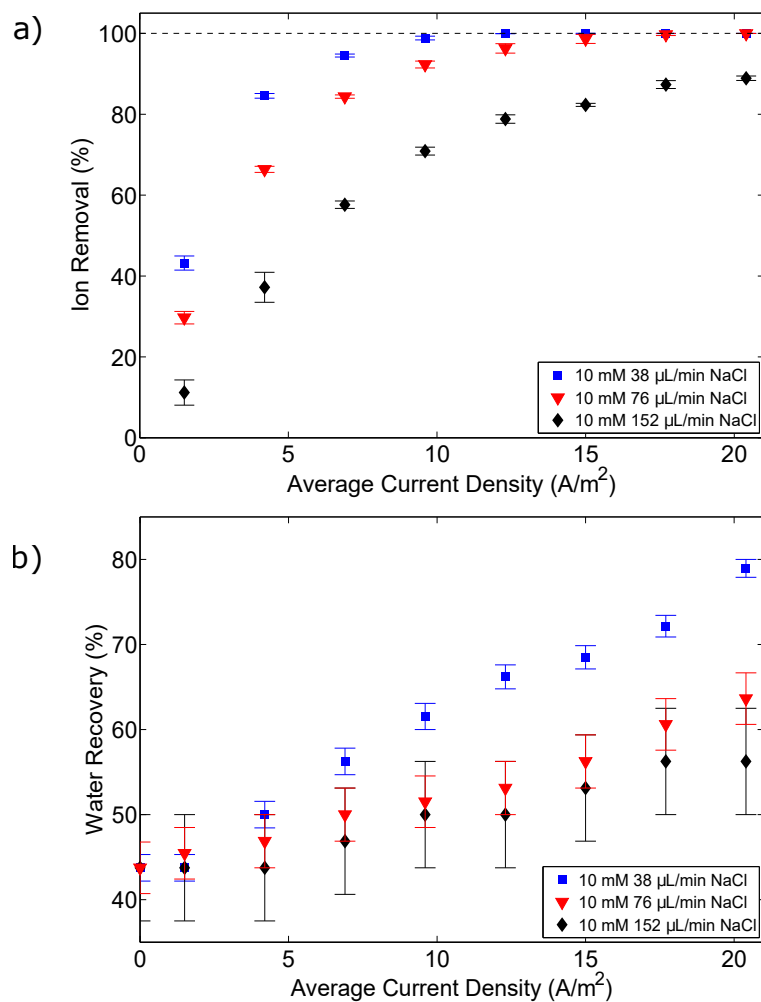 a)
Ion Removal (%)
100
80
60
40
20
0
10 mM 38 µL/min NaCl
10 mM 76 µL/min NaCl
10 mM 152 µL/min NaCl
0 5 10 15 20
Average Current Density (A/m²)
b)
Water Recovery (%)
80
70
60
50
40
10 mM 38 µL/min NaCl
10 mM 76 µL/min NaCl
10 mM 152 µL/min NaCl
0 5 10 15 20
Average Current Density (A/m²)